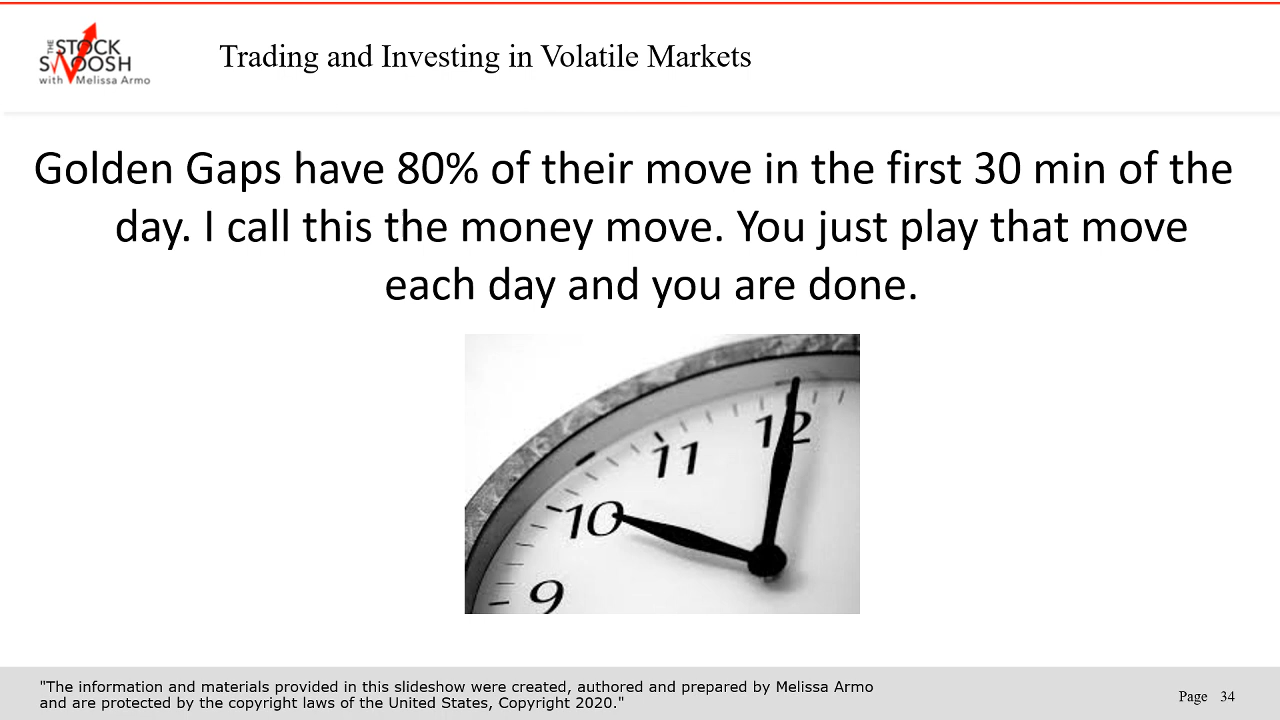 THE
STOCK
SWOOSH
with Melissa Armo
Trading and Investing in Volatile Markets
Golden Gaps have 80% of their move in the first 30 min of the
day. I call this the money move. You just play that move
each day and you are done.
12
11
10
9
"The information and materials provided in this slideshow were created, authored and prepared by Melissa Armo
and are protected by the copyright laws of the United States, Copyright 2020."
Page 34